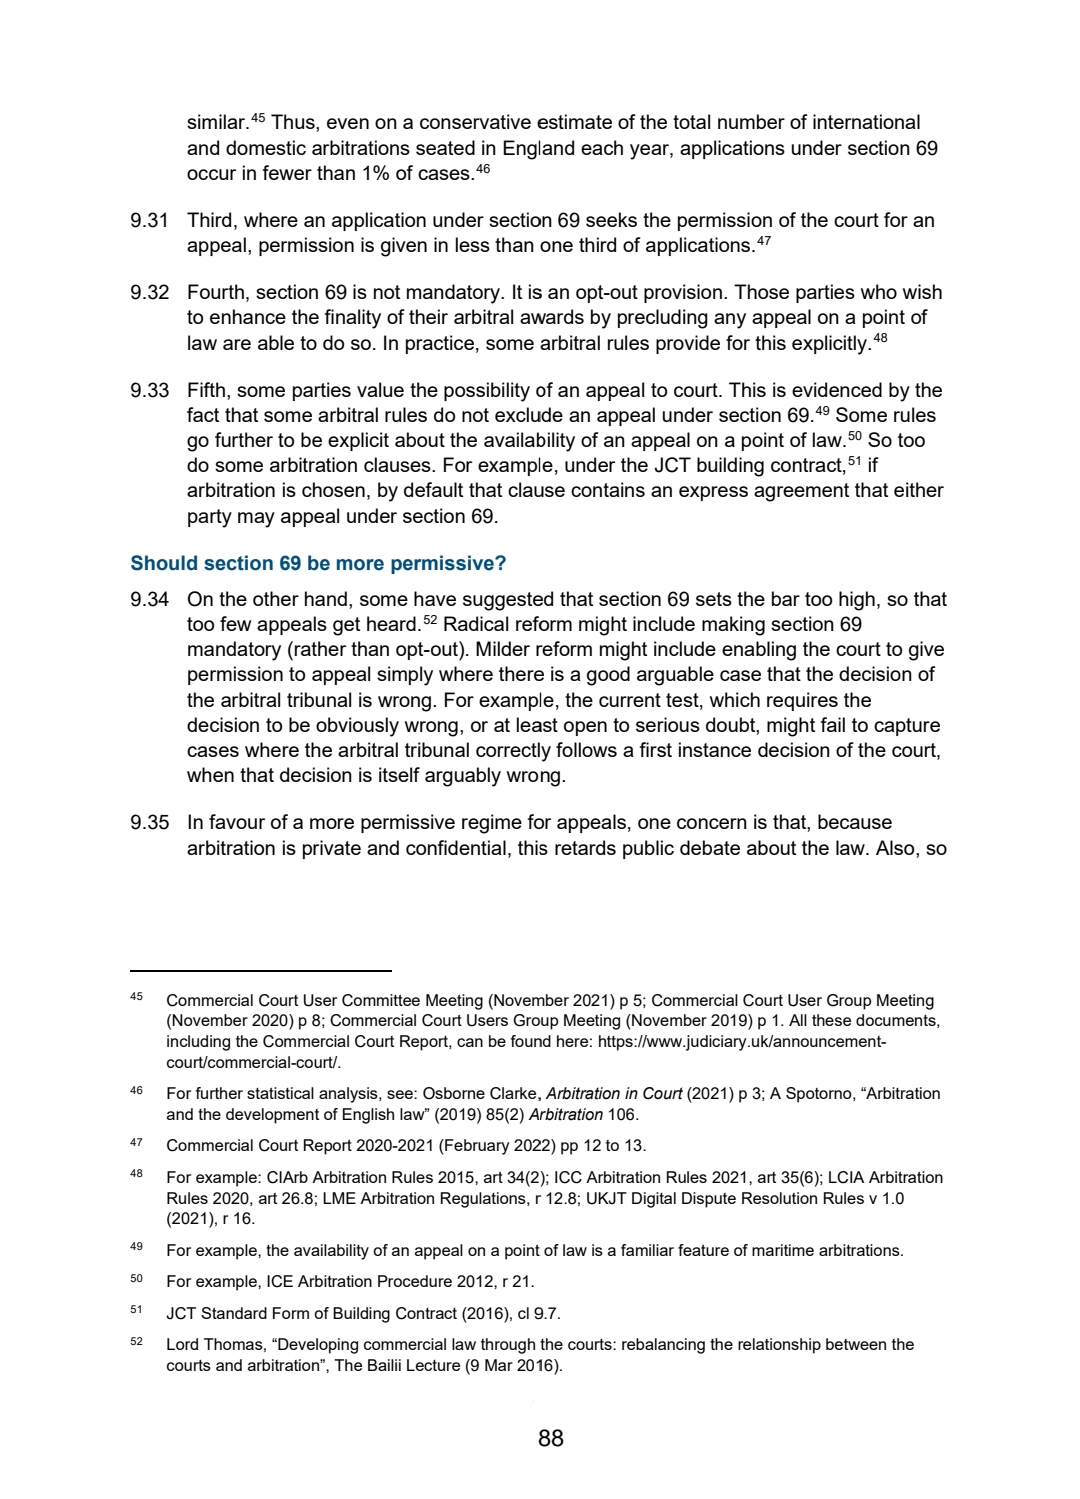 similar.45 Thus, even on a conservative estimate of the total number of international
and domestic arbitrations seated in England each year, applications under section 69
occur in fewer than 1% of cases.46
9.31 Third, where an application under section 69 seeks the permission of the court for an
appeal, permission is given in less than one third of applications.47
9.32 Fourth, section 69 is not mandatory. It is an opt-out provision. Those parties who wish
to enhance the finality of their arbitral awards by precluding any appeal on a point of
law are able to do so. In practice, some arbitral rules provide for this explicitly.48
9.33 Fifth, some parties value the possibility of an appeal to court. This is evidenced by the
fact that some arbitral rules do not exclude an appeal under section 69.49 Some rules
go further to be explicit about the availability of an appeal on a point of law.50 So too
do some arbitration clauses. For example, under the JCT building contract,51 if
arbitration is chosen, by default that clause contains an express agreement that either
party may appeal under section 69.
Should section 69 be more permissive?
9.34 On the other hand, some have suggested that section 69 sets the bar too high, so that
too few appeals get heard.52 Radical reform might include making section 69
mandatory (rather than opt-out). Milder reform might include enabling the court to give
permission to appeal simply where there is a good arguable case that the decision of
the arbitral tribunal is wrong. For example, the current test, which requires the
decision to be obviously wrong, or at least open to serious doubt, might fail to capture
cases where the arbitral tribunal correctly follows a first instance decision of the court,
when that decision is itself arguably wrong.
9.35 In favour of a more permissive regime for appeals, one concern is that, because
arbitration is private and confidential, this retards public debate about the law. Also, so
45 Commercial Court User Committee Meeting (November 2021) p 5; Commercial Court User Group Meeting
(November 2020) p 8; Commercial Court Users Group Meeting (November 2019) p 1. All these documents,
including the Commercial Court Report, can be found here: https://www.judiciary.uk/announcement-
court/commercial-court/.
46 For further statistical analysis, see: Osborne Clarke, Arbitration in Court (2021) p 3; A Spotorno, “Arbitration
and the development of English law” (2019) 85(2) Arbitration 106.
47 Commercial Court Report 2020-2021 (February 2022) pp 12 to 13.
48 For example: CIArb Arbitration Rules 2015, art 34(2); ICC Arbitration Rules 2021, art 35(6); LCIA Arbitration
Rules 2020, art 26.8; LME Arbitration Regulations, r 12.8; UKJT Digital Dispute Resolution Rules v 1.0
(2021), r 16.
49 For example, the availability of an appeal on a point of law is a familiar feature of maritime arbitrations.
50 For example, ICE Arbitration Procedure 2012, r 21.
51 JCT Standard Form of Building Contract (2016), cl 9.7.
52 Lord Thomas, “Developing commercial law through the courts: rebalancing the relationship between the
courts and arbitration”, The Bailii Lecture (9 Mar 2016).
88